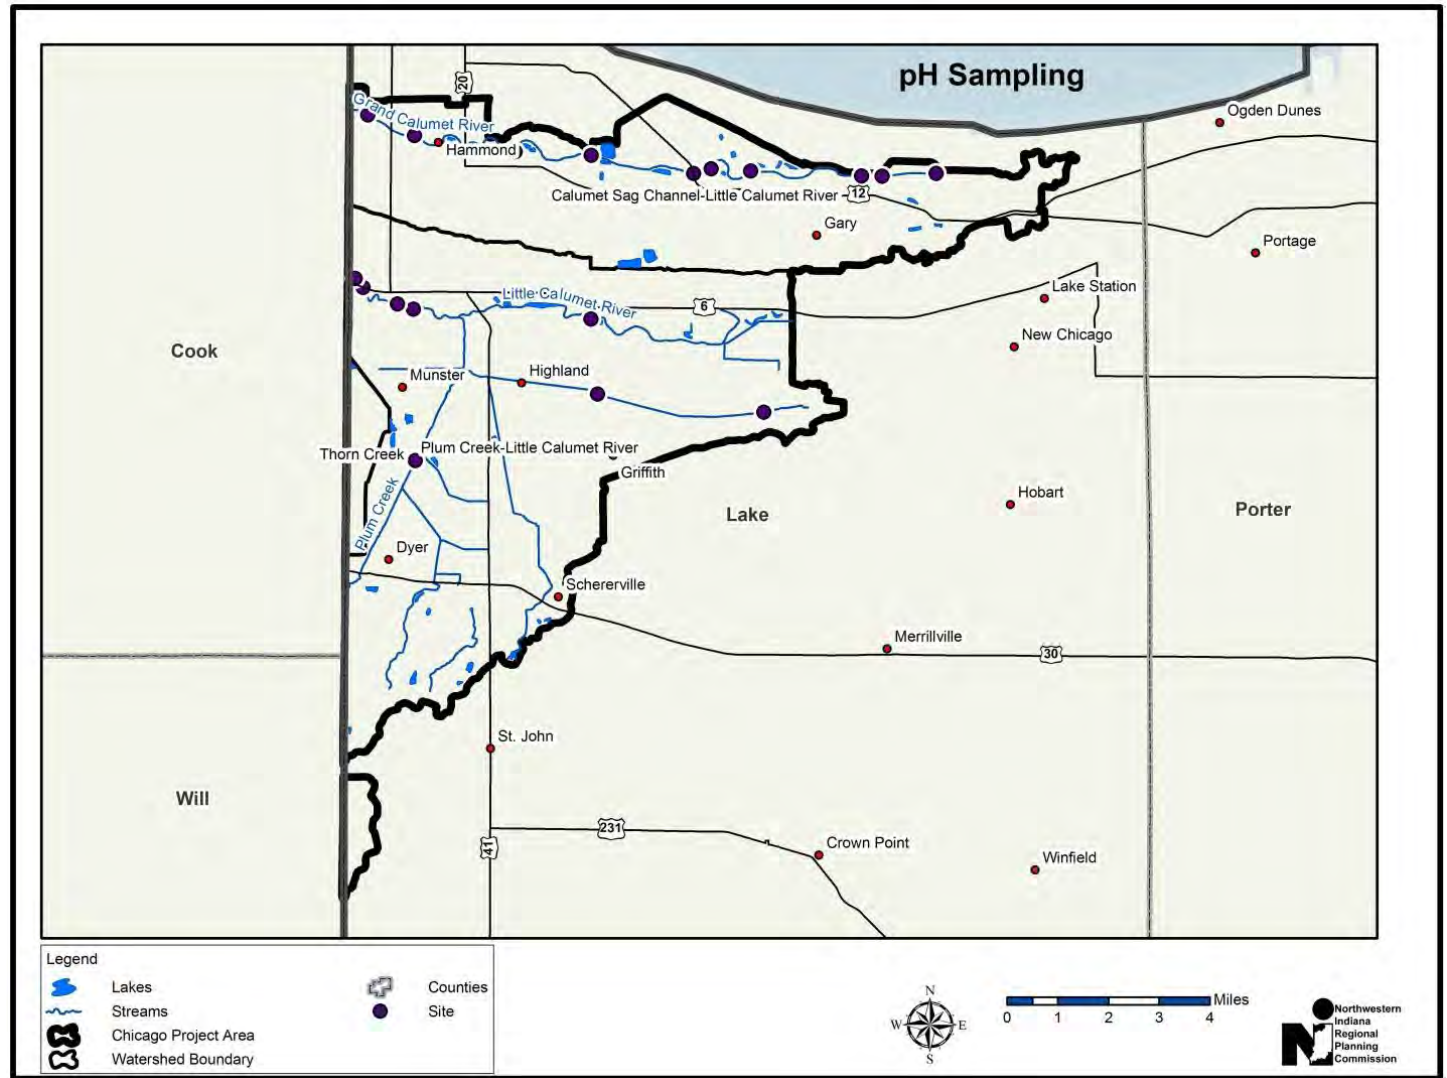 pH Sampling
20
Grand Calumet River
Hammond
Ogden Dunes
Calumet Sag Channel-Little Calumet River
12
Gary
Portage
Lake Station
Little Calumet River
6
New Chicago
Cook
Munster
Highland
Thorn Creek
Plum Creek-Little Calumet River
Griffith
Plum Creek
Hobart
Lake
Porter
Dyer
Schererville
Merrillville
30
St. John
Will
231
41
Crown Point
Winfield
Legend
Lakes
Streams
Chicago Project Area
Watershed Boundary
Counties
Site
N
W
E
S
Miles
0 1 2 3 4
N
Northwestern
Indiana
Regional
Planning
Commission